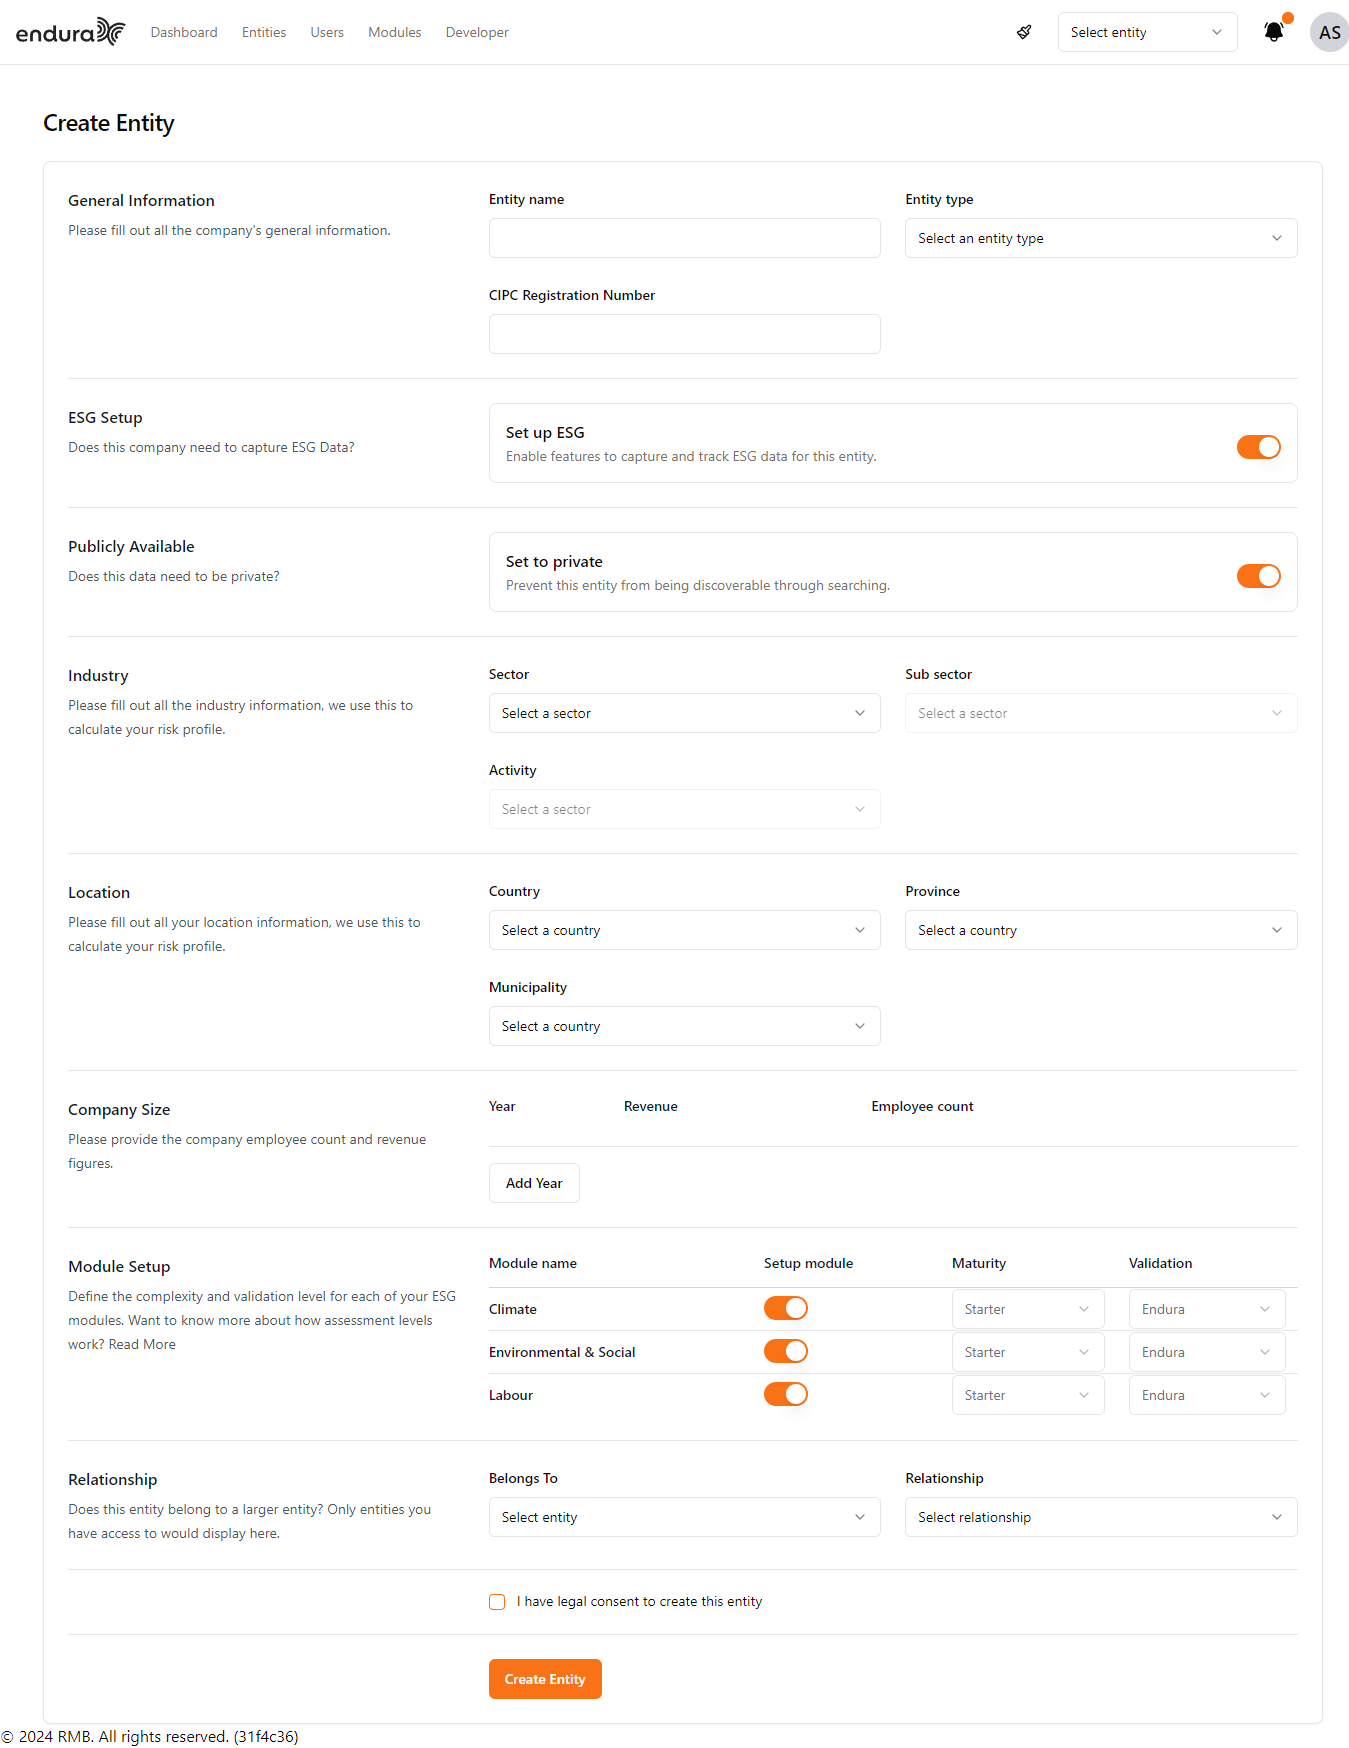 endura
Dashboard
Entities
Users
Modules
Developer
Select entity
AS
Create Entity
General Information
Please fill out all the company's general information.
Entity name
Entity type
Select an entity type
CIPC Registration Number
ESG Setup
Does this company need to capture ESG Data?
Set up ESG
Enable features to capture and track ESG data for this entity.
Publicly Available
Does this data need to be private?
Set to private
Prevent this entity from being discoverable through searching.
Industry
Please fill out all the industry information, we use this to
calculate your risk profile.
Sector
Select a sector
Sub sector
Select a sector
Activity
Select a sector
Location
Please fill out all your location information, we use this to
calculate your risk profile.
Country
Select a country
Province
Select a country
Municipality
Select a country
Company Size
Please provide the company employee count and revenue
figures.
Year
Revenue
Employee count
Add Year
Module Setup
Define the complexity and validation level for each of your ESG
modules. Want to know more about how assessment levels
work? Read More
Module name
Setup module
Maturity
Validation
Climate
Starter
Endura
Environmental & Social
Starter
Endura
Labour
Starter
Endura
Relationship
Does this entity belong to a larger entity? Only entities you
have access to would display here.
Belongs To
Select entity
Relationship
Select relationship
I have legal consent to create this entity
Create Entity
© 2024 RMB. All rights reserved. (31f4c36)